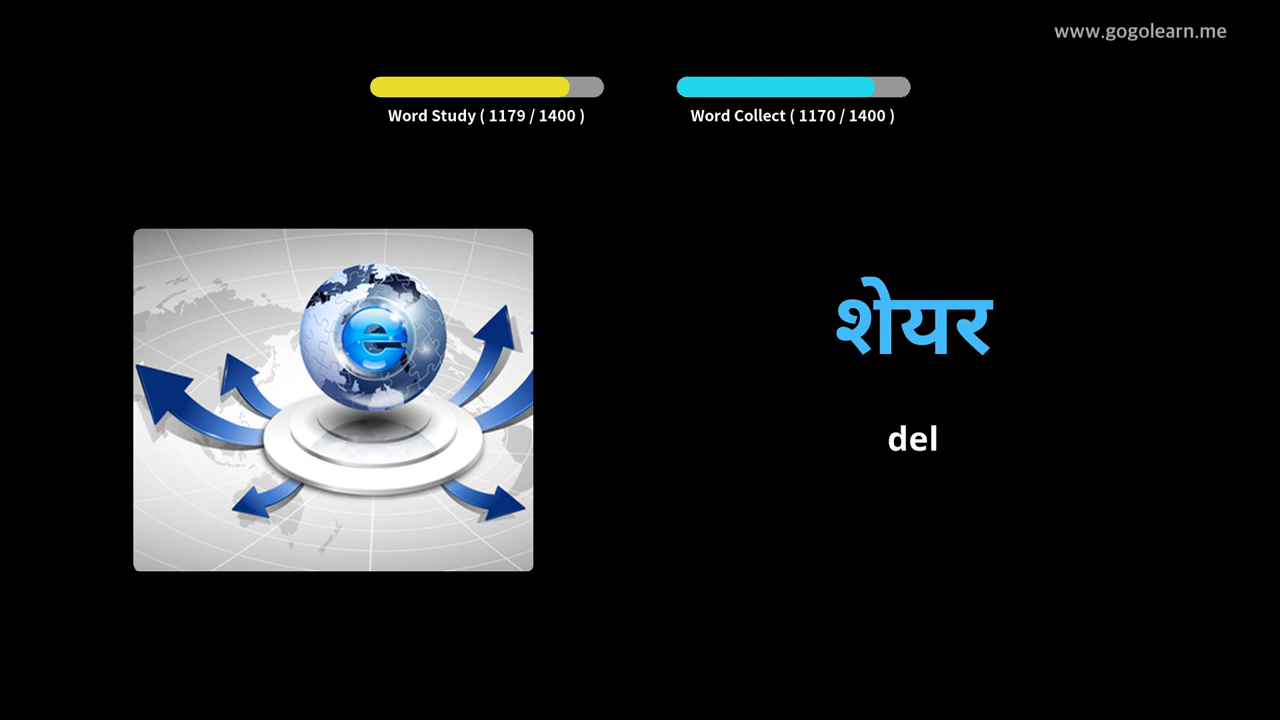 www.gogolearn.me
Word Study ( 1179 / 1400 )
Word Collect ( 1170 / 1400 )
e
शेयर
del